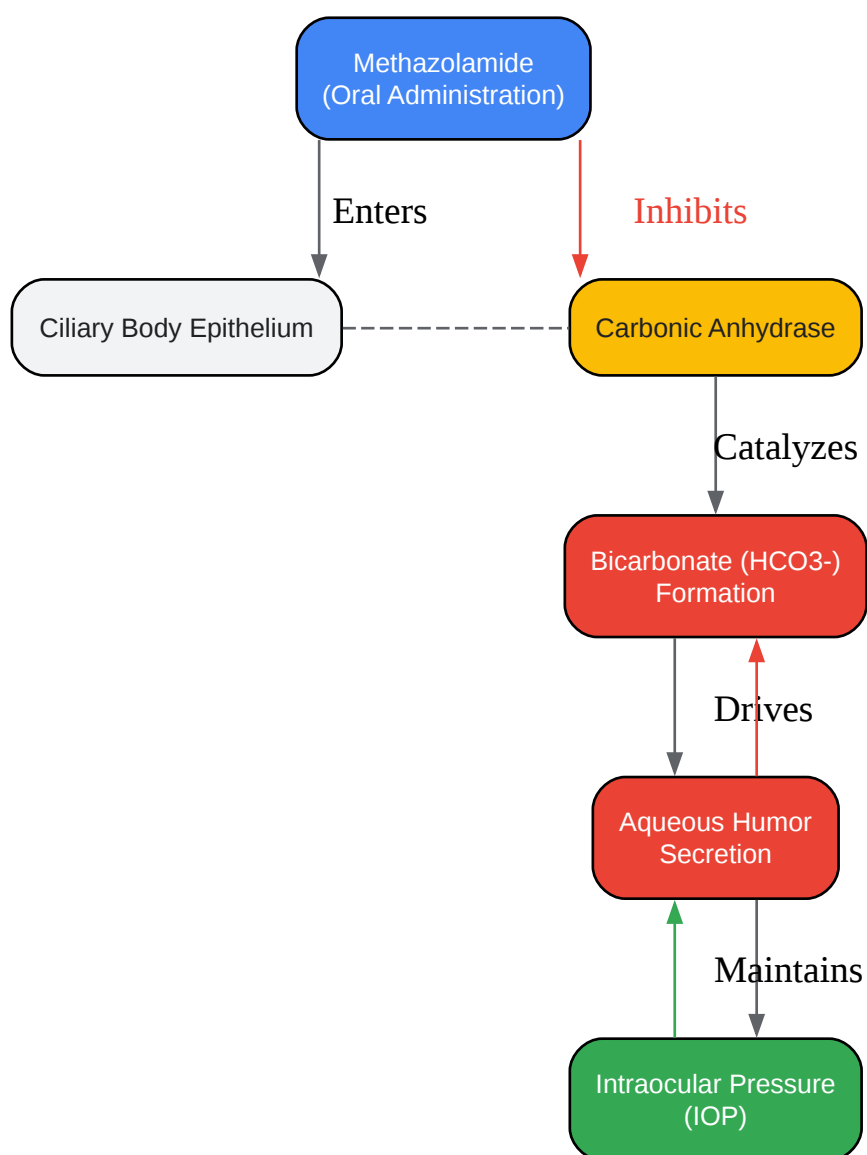 Methazolamide
(Oral Administration)
Enters
Inhibits
Ciliary Body Epithelium
Carbonic Anhydrase
Catalyzes
Bicarbonate (HCO3-)
Formation
Drives
Aqueous Humor
Secretion
Maintains
Intraocular Pressure
(IOP)